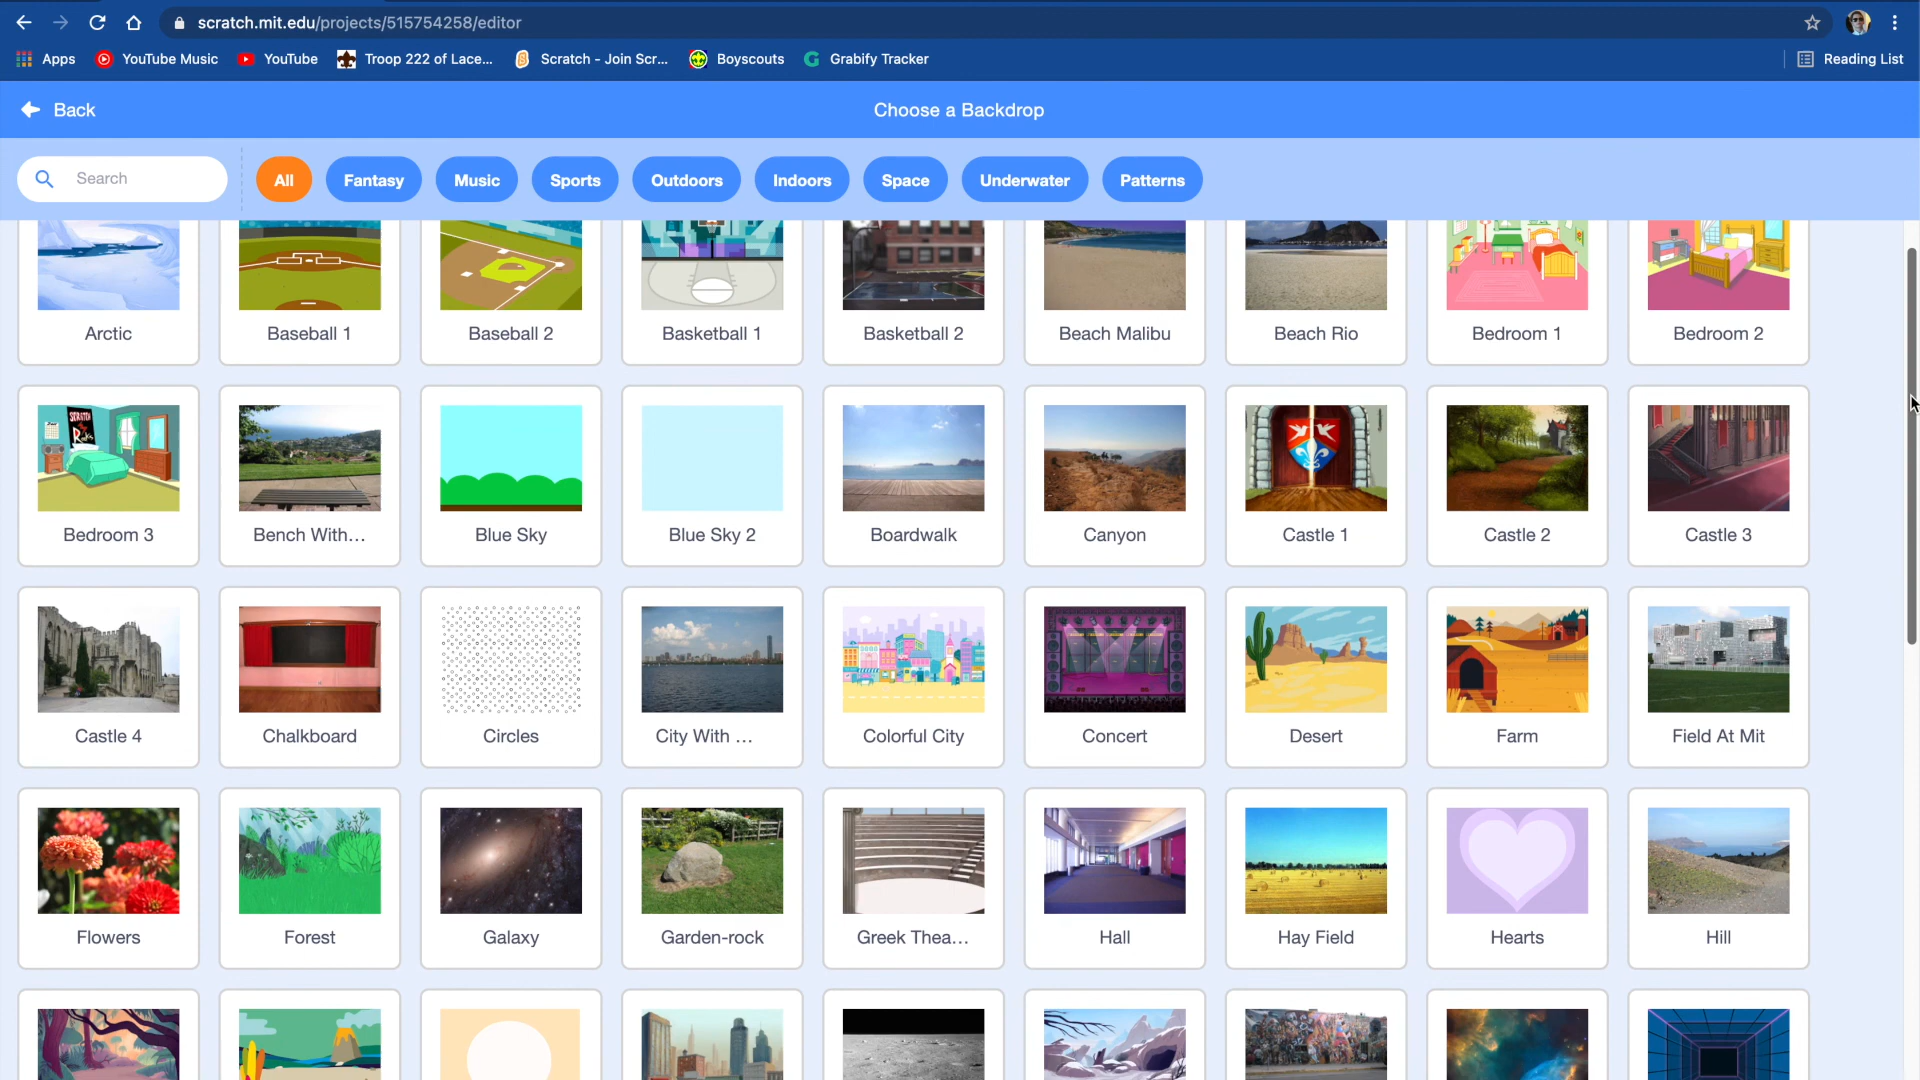 scratch.mit.edu/projects/515754258/editor
Apps YouTube Music YouTube Troop 222 of Lace... Scratch - Join Scr... Boyscouts Grabify Tracker Reading List
Back Choose a Backdrop
Search All Fantasy Music Sports Outdoors Indoors Space Underwater Patterns
Arctic Baseball 1 Baseball 2 Basketball 1 Basketball 2 Beach Malibu Beach Rio Bedroom 1 Bedroom 2
SCRATCH
Rocks
Bedroom 3 Bench With... Blue Sky Blue Sky 2 Boardwalk Canyon Castle 1 Castle 2 Castle 3
Castle 4 Chalkboard Circles City With ... Colorful City Concert Desert Farm Field At Mit
Flowers Forest Galaxy Garden-rock Greek Thea... Hall Hay Field Hearts Hill